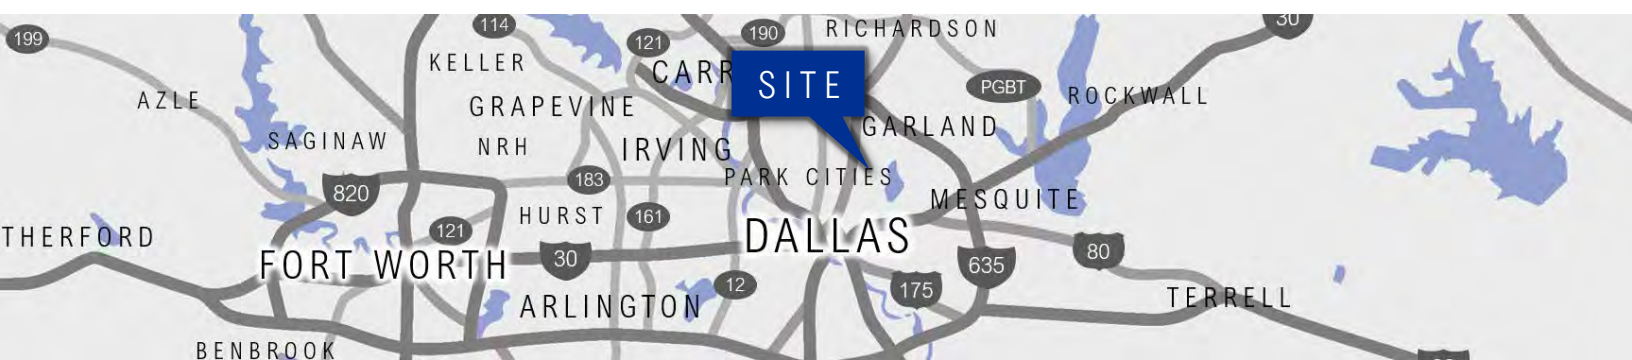 30
114
190
RICHARDSON
199
121
KELLER
CARR
SITE
PGBT
AZLE
GRAPEVINE
ROCKWALL
GARLAND
SAGINAW
NRH
IRVING
183
PARK CITIES
820
MESQUITE
HURST
161
121
THERFORD
DALLAS
80
30
FORT WORTH
635
12
175
ARLINGTON
TERRELL
BENBROOK